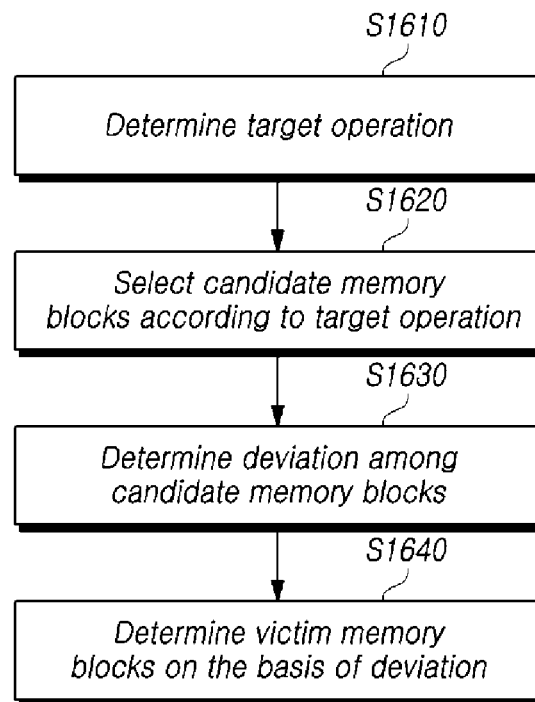 S1610
Determine target operation
S1620
Select candidate memory
blocks according to target operation
S1630
Determine deviation among
candidate memory blocks
S1640
Determine victim memory
blocks on the basis of deviation